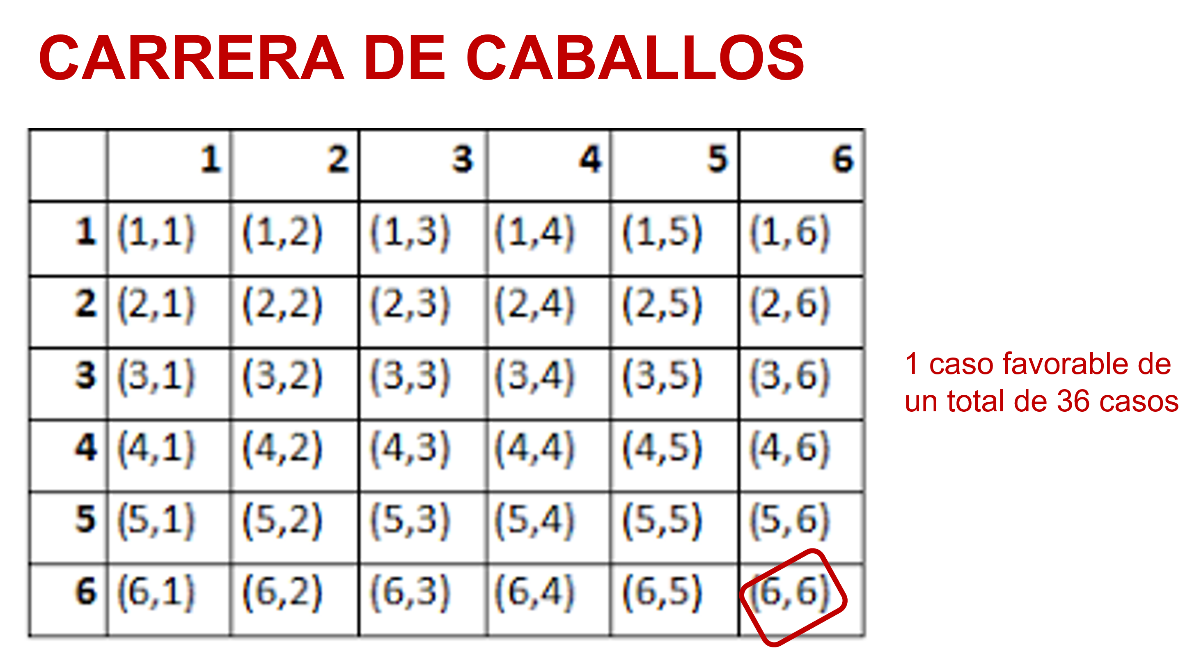 CARRERA DE CABALLOS
1 2 3 4 5 6
1 (1,1) (1,2) (1,3) (1,4) (1,5) (1,6)
2 (2,1) (2,2) (2,3) (2,4) (2,5) (2,6)
3 (3,1) (3,2) (3,3) (3,4) (3,5) (3,6)
4 (4,1) (4,2) (4,3) (4,4) (4,5) (4,6)
5 (5,1) (5,2) (5,3) (5,4) (5,5) (5,6)
6 (6,1) (6,2) (6,3) (6,4) (6,5) (6,6)
1 caso favorable de
un total de 36 casos